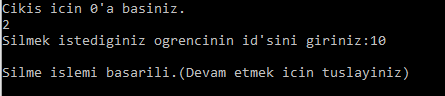 Cikis icin 0'a basiniz.
2
Silmek istediginiz ogrencinin id'sini giriniz:10
Silme islemi basarili.(Devam etmek icin tuslayiniz)